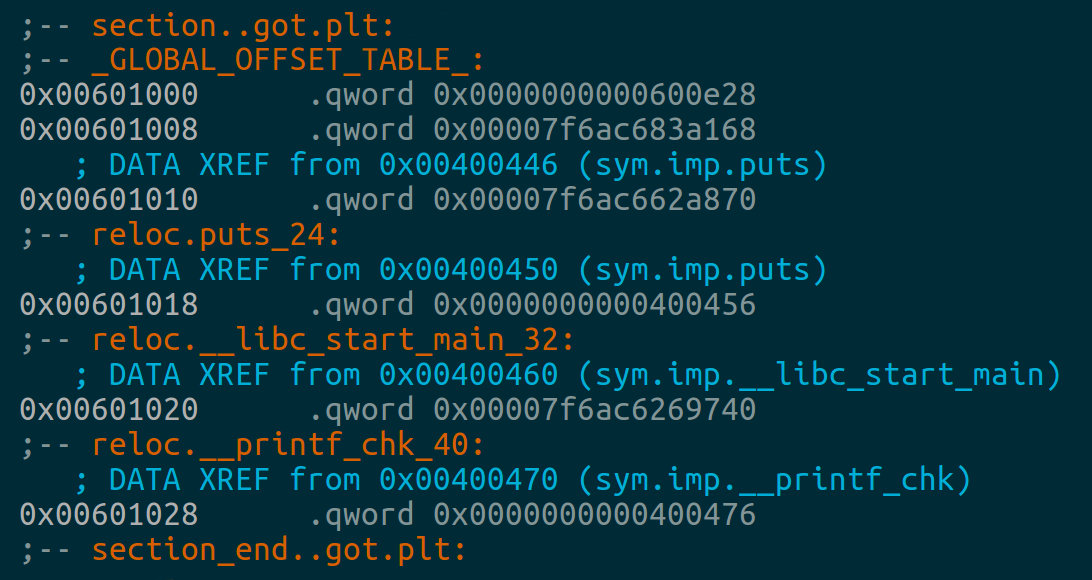 ;-- section..got.plt:
;-- _GLOBAL_OFFSET_TABLE_:
0x00601000      .qword 0x0000000000600e28
0x00601008      .qword 0x00007f6ac683a168
   ; DATA XREF from 0x00400446 (sym.imp.puts)
0x00601010      .qword 0x00007f6ac662a870
;-- reloc.puts_24:
   ; DATA XREF from 0x00400450 (sym.imp.puts)
0x00601018      .qword 0x0000000000400456
;-- reloc.__libc_start_main_32:
   ; DATA XREF from 0x00400460 (sym.imp.__libc_start_main)
0x00601020      .qword 0x00007f6ac6269740
;-- reloc.__printf_chk_40:
   ; DATA XREF from 0x00400470 (sym.imp.__printf_chk)
0x00601028      .qword 0x0000000000400476
;-- section_end..got.plt: